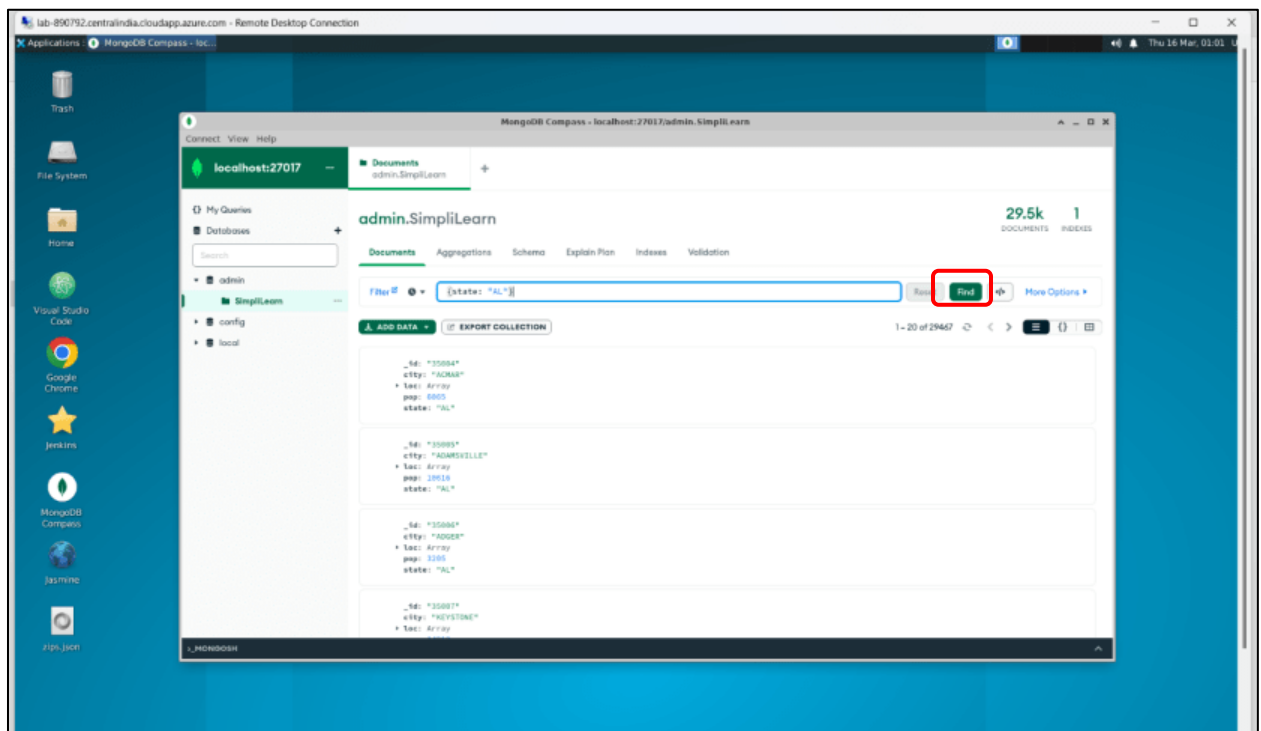 lab-890792.centralindia.cloudapp.azure.com - Remote Desktop Connection
Applications
MongoDB Compass - loc...
Thu 16 Mar, 01:01 U
Trash
File System
Home
Visual Studio
Code
Google
Chrome
Jenkins
MongoDB
Compass
Jasmine
zips.json
MongoDB Compass - localhost:27017/admin.SimpliLearn
Connect View Help
localhost:27017
Documents
admin.SimpliLearn
My Queries
Databases
Search
admin
SimpliLearn
config
local
admin.SimpliLearn
29.5k DOCUMENTS
1 INDEXES
Documents Aggregations Schema Explain Plan Indexes Validation
Filter
{state: "AL"}
Find
More Options
ADD DATA
EXPORT COLLECTION
1 – 20 of 29467
_id: "35004"
city: "ACMAR"
loc: Array
pop: 6055
state: "AL"
_id: "35005"
city: "ADAMSVILLE"
loc: Array
pop: 10616
state: "AL"
_id: "35006"
city: "ADGER"
loc: Array
pop: 3205
state: "AL"
_id: "35007"
city: "KEYSTONE"
loc: Array
>_MONGOSH